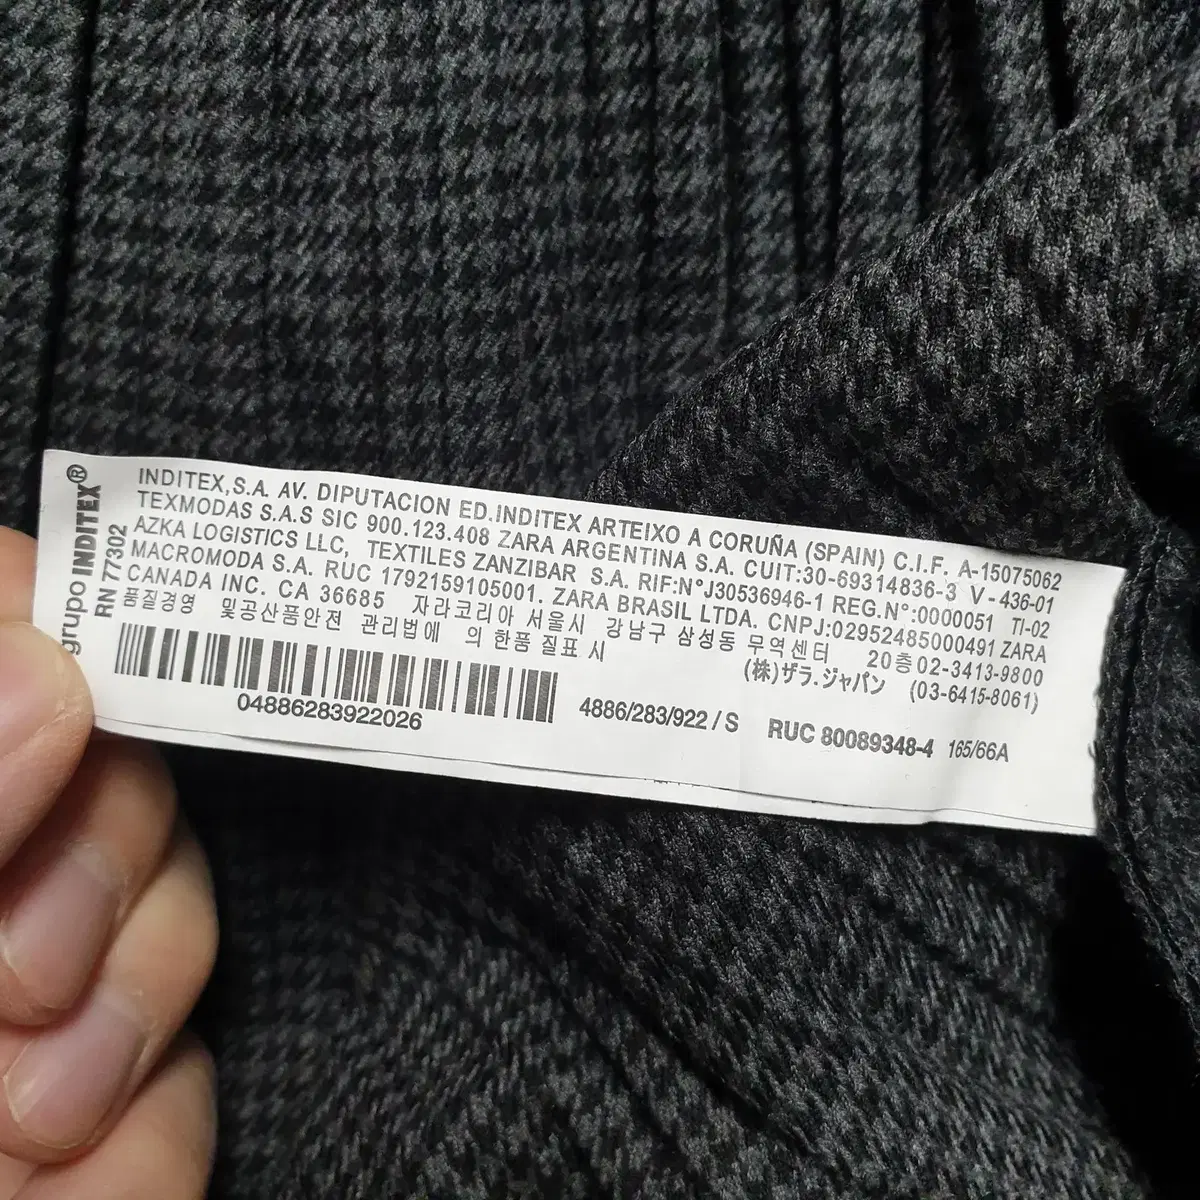 grupo INDITEX®
RN 77302
INDITEX,S.A. AV. DIPUTACION ED.INDITEX ARTEIXO A CORUÑA (SPAIN) C.I.F. A-15075062
TEXMODAS S.A.S SIC 900.123.408 ZARA ARGENTINA S.A. CUIT:30-69314836-3 V-436-01
AZKA LOGISTICS LLC, TEXTILES ZANZIBAR S.A. RIF:N°J30536946-1 REG.N°:0000051 TI-02
MACROMODA S.A. RUC 1792159105001. ZARA BRASIL LTDA. CNPJ:02952485000491 ZARA
CANADA INC. CA 36685 자라코리아 서울시 강남구 삼성동 무역센터 20층02-3413-9800
품질경영 및공산품안젼 관리법에 의 한품 질표 시 (株)ザラ.ジャパン (03-6415-8061)
04886283922026 4886/283/922 / S RUC 80089348-4 165/66A